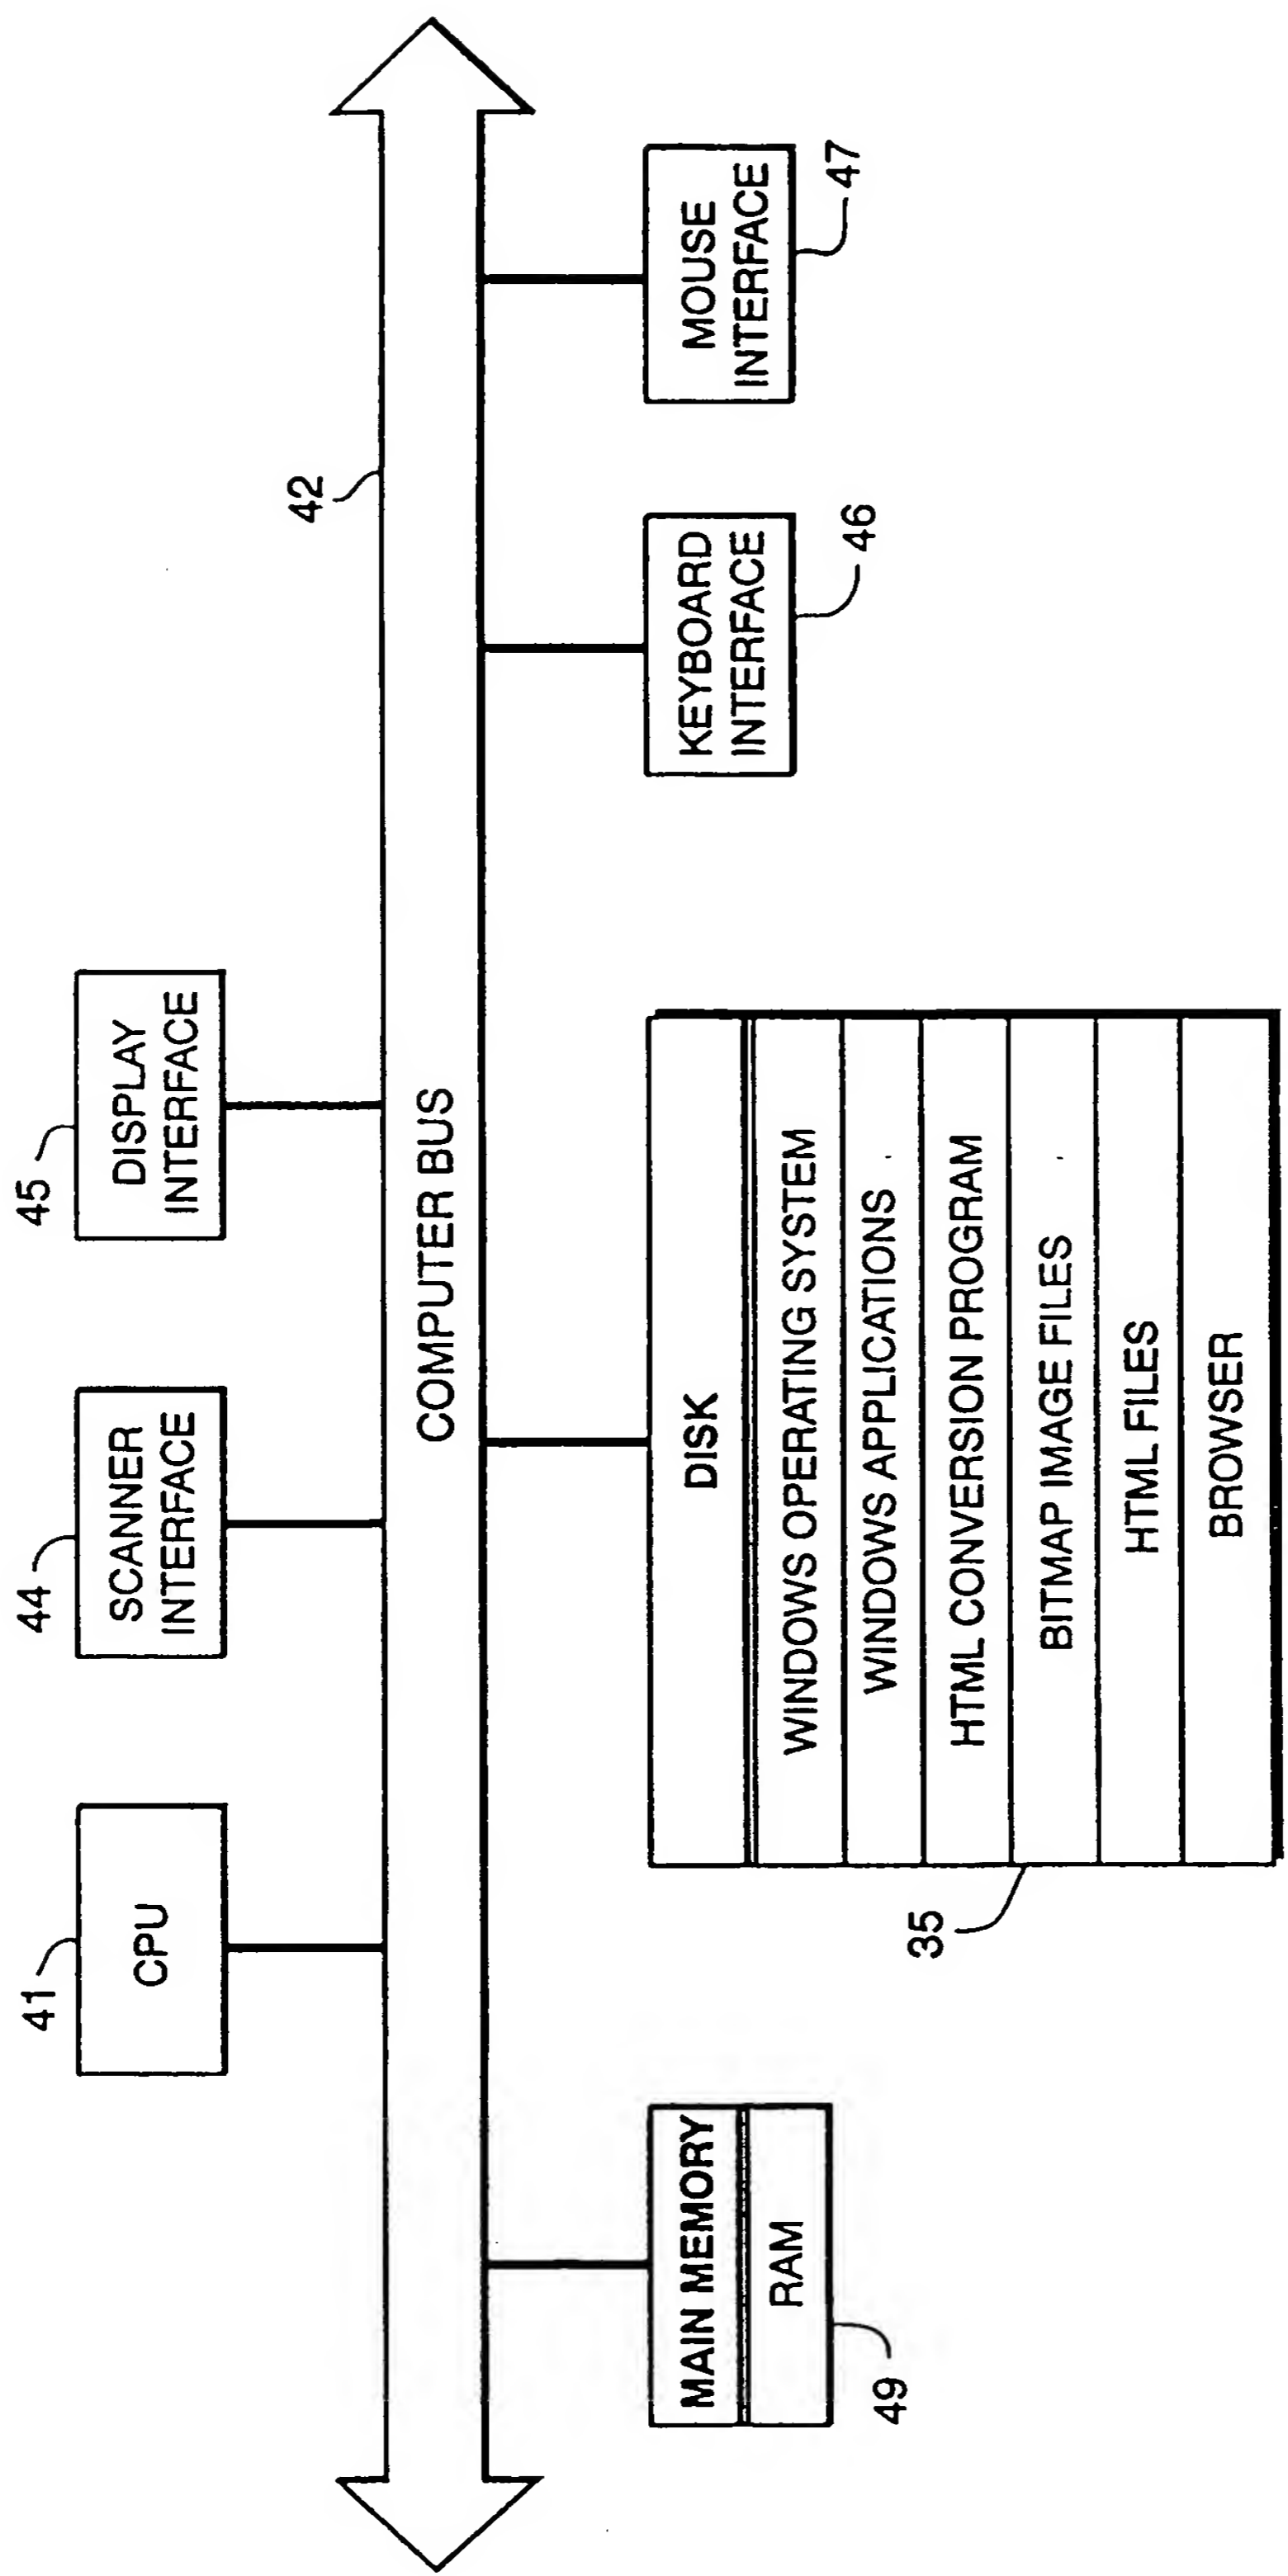 41
CPU
44
SCANNER
INTERFACE
45
DISPLAY
INTERFACE
42
COMPUTER BUS
MAIN MEMORY
RAM
49
DISK
WINDOWS OPERATING SYSTEM
WINDOWS APPLICATIONS
HTML CONVERSION PROGRAM
BITMAP IMAGE FILES
HTML FILES
BROWSER
35
KEYBOARD
INTERFACE
46
MOUSE
INTERFACE
47